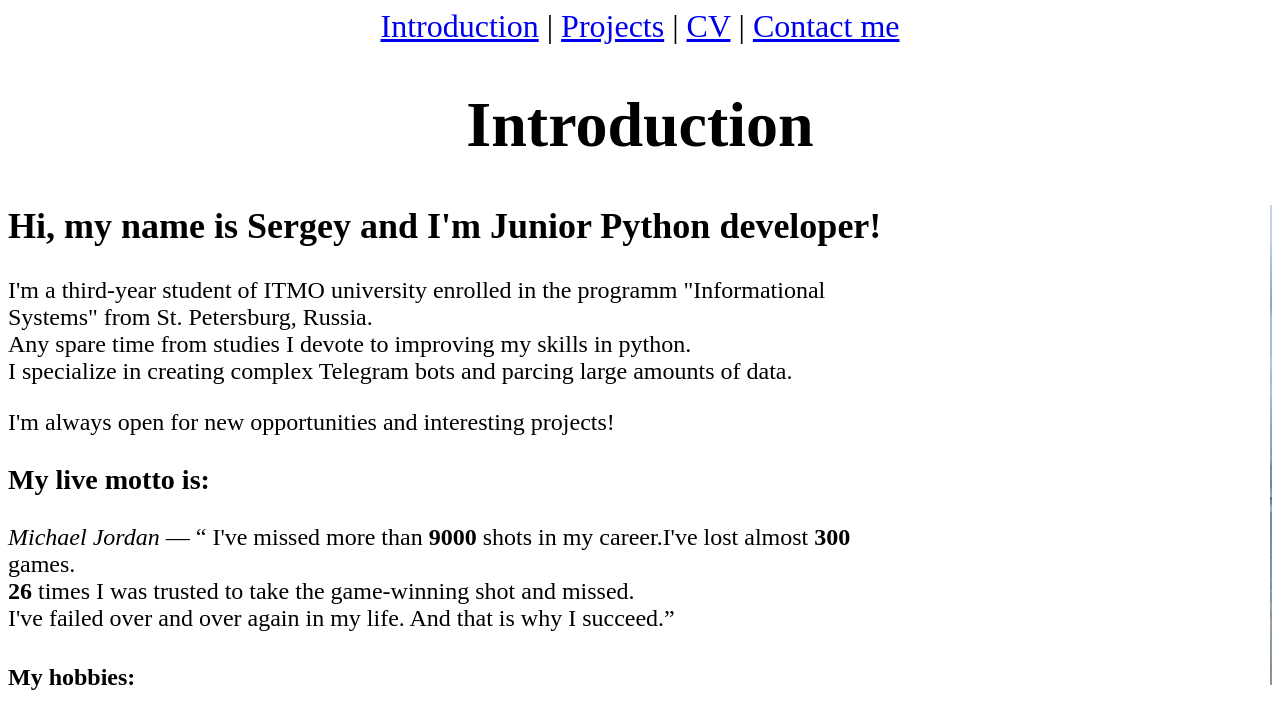 Introduction | Projects | CV | Contact me
Introduction
Hi, my name is Sergey and I'm Junior Python developer!
I'm a third-year student of ITMO university enrolled in the programm "Informational
Systems" from St. Petersburg, Russia.
Any spare time from studies I devote to improving my skills in python.
I specialize in creating complex Telegram bots and parcing large amounts of data.
I'm always open for new opportunities and interesting projects!
My live motto is:
Michael Jordan — “ I've missed more than 9000 shots in my career.I've lost almost 300
games.
26 times I was trusted to take the game-winning shot and missed.
I've failed over and over again in my life. And that is why I succeed.”
My hobbies: